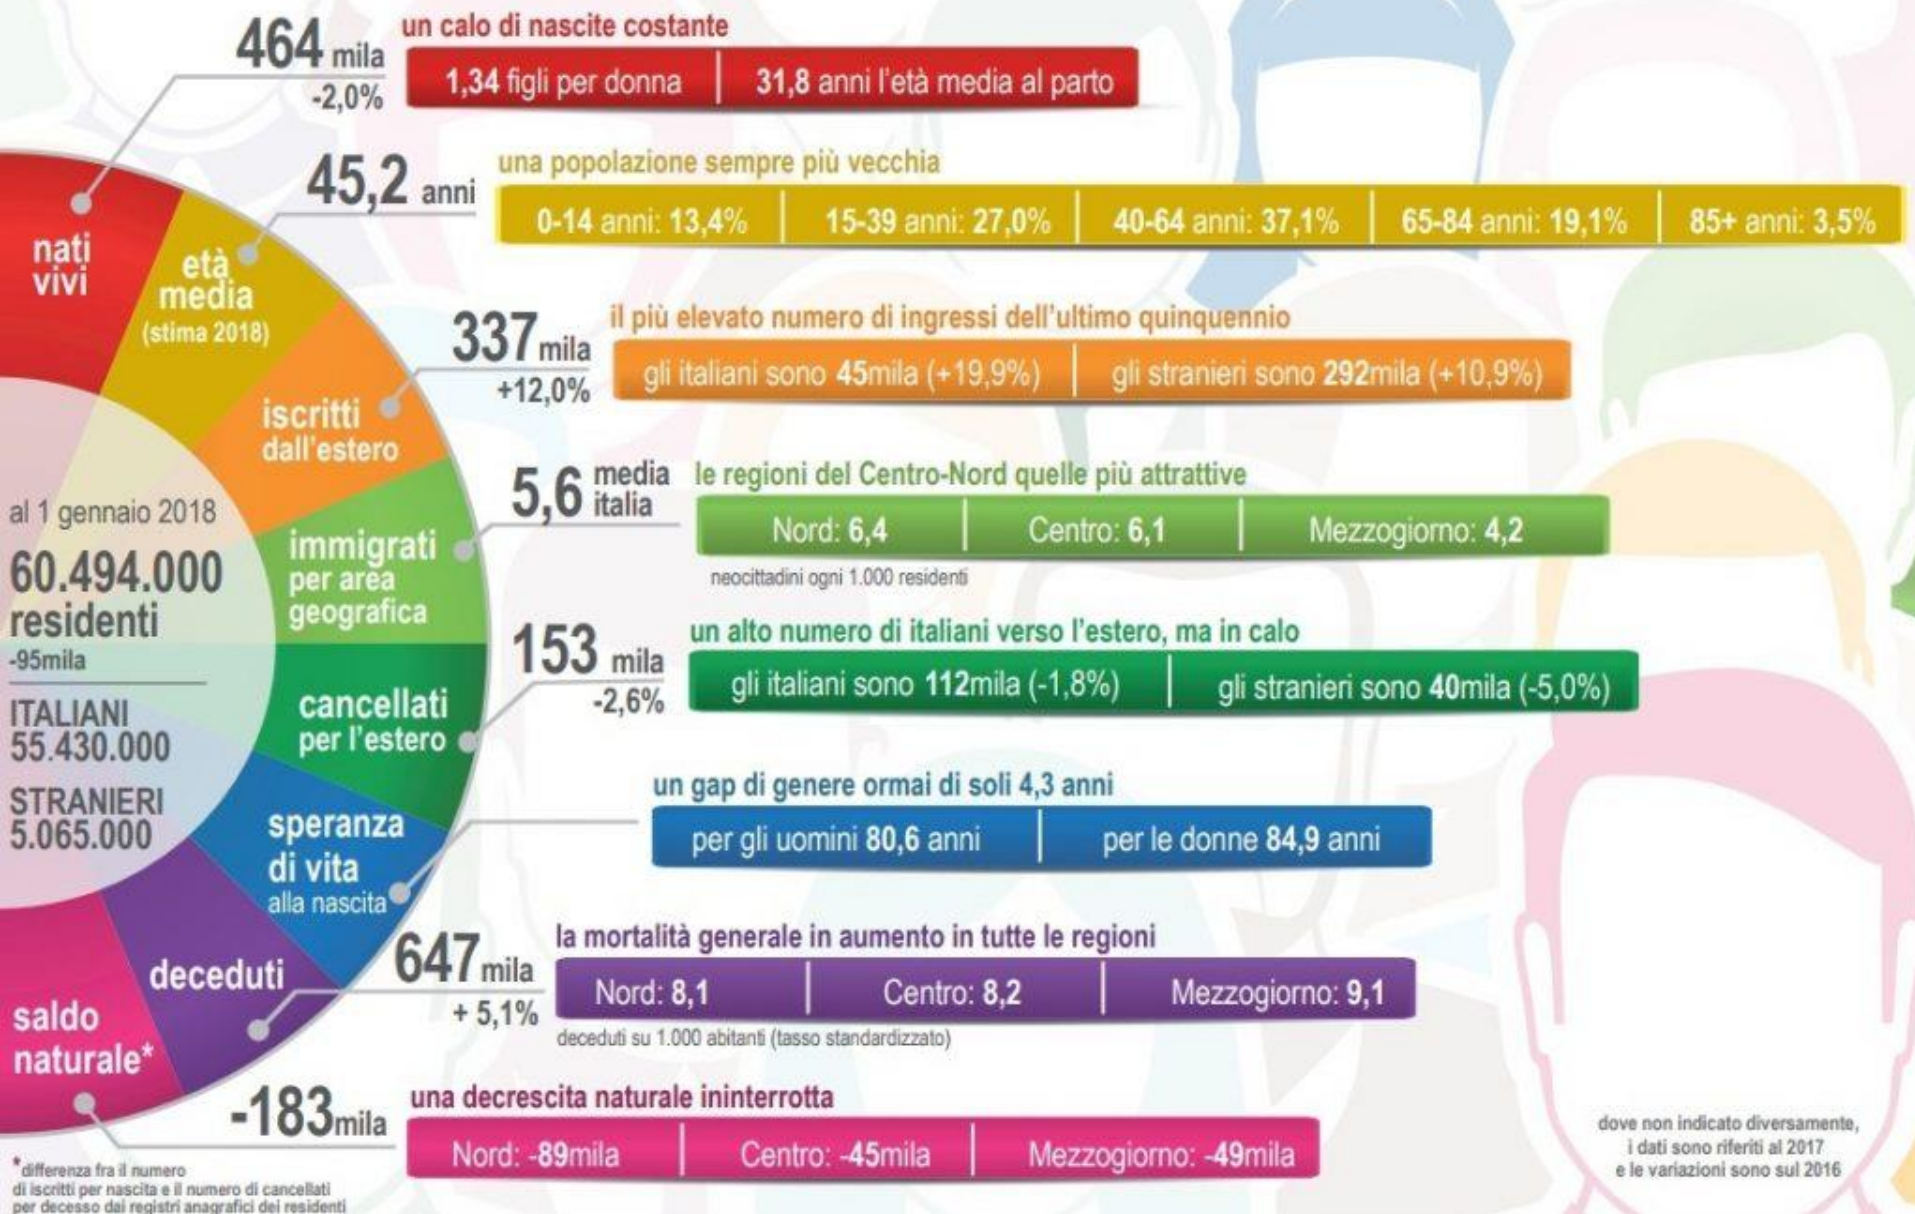 464 mila
-2,0%
un calo di nascite costante
1,34 figli per donna
31,8 anni l'età media al parto
nati
vivi
45,2 anni
una popolazione sempre più vecchia
0-14 anni: 13,4%
15-39 anni: 27,0%
40-64 anni: 37,1%
65-84 anni: 19,1%
85+ anni: 3,5%
età
media
(stima 2018)
337 mila
+12,0%
il più elevato numero di ingressi dell'ultimo quinquennio
gli italiani sono 45mila (+19,9%)
gli stranieri sono 292mila (+10,9%)
iscritti
dall'estero
5,6 media
italia
le regioni del Centro-Nord quelle più attrattive
Nord: 6,4
Centro: 6,1
Mezzogiorno: 4,2
neocittadini ogni 1.000 residenti
immigrati
per area
geografica
al 1 gennaio 2018
60.494.000
residenti
-95mila
ITALIANI
55.430.000
STRANIERI
5.065.000
153 mila
-2,6%
un alto numero di italiani verso l'estero, ma in calo
gli italiani sono 112mila (-1,8%)
gli stranieri sono 40mila (-5,0%)
cancellati
per l'estero
un gap di genere ormai di soli 4,3 anni
per gli uomini 80,6 anni
per le donne 84,9 anni
speranza
di vita
alla nascita
647 mila
+ 5,1%
la mortalità generale in aumento in tutte le regioni
Nord: 8,1
Centro: 8,2
Mezzogiorno: 9,1
deceduti su 1.000 abitanti (tasso standardizzato)
deceduti
saldo
naturale*
-183mila
una decrescita naturale ininterrotta
Nord: -89mila
Centro: -45mila
Mezzogiorno: -49mila
*differenza fra il numero
di iscritti per nascita e il numero di cancellati
per decesso dai registri anagrafici dei residenti
dove non indicato diversamente,
i dati sono riferiti al 2017
e le variazioni sono sul 2016